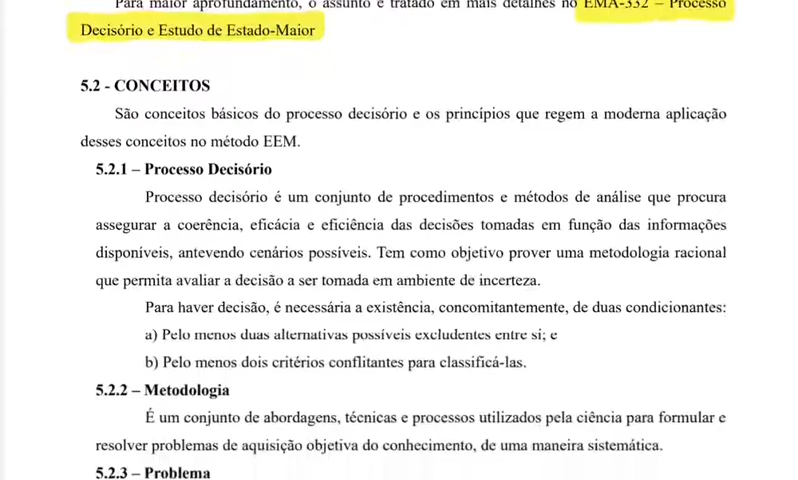 Para maior aprofundamento, o assunto é tratado em mais detalhes no EMA-332 – Processo
Decisório e Estudo de Estado-Maior
5.2 - CONCEITOS
São conceitos básicos do processo decisório e os princípios que regem a moderna aplicação
desses conceitos no método EEM.
5.2.1 – Processo Decisório
Processo decisório é um conjunto de procedimentos e métodos de análise que procura
assegurar a coerência, eficácia e eficiência das decisões tomadas em função das informações
disponíveis, antevendo cenários possíveis. Tem como objetivo prover uma metodologia racional
que permita avaliar a decisão a ser tomada em ambiente de incerteza.
Para haver decisão, é necessária a existência, concomitantemente, de duas condicionantes:
a) Pelo menos duas alternativas possíveis excludentes entre si; e
b) Pelo menos dois critérios conflitantes para classificá-las.
5.2.2 – Metodologia
É um conjunto de abordagens, técnicas e processos utilizados pela ciência para formular e
resolver problemas de aquisição objetiva do conhecimento, de uma maneira sistemática.
5.2.3 – Problema